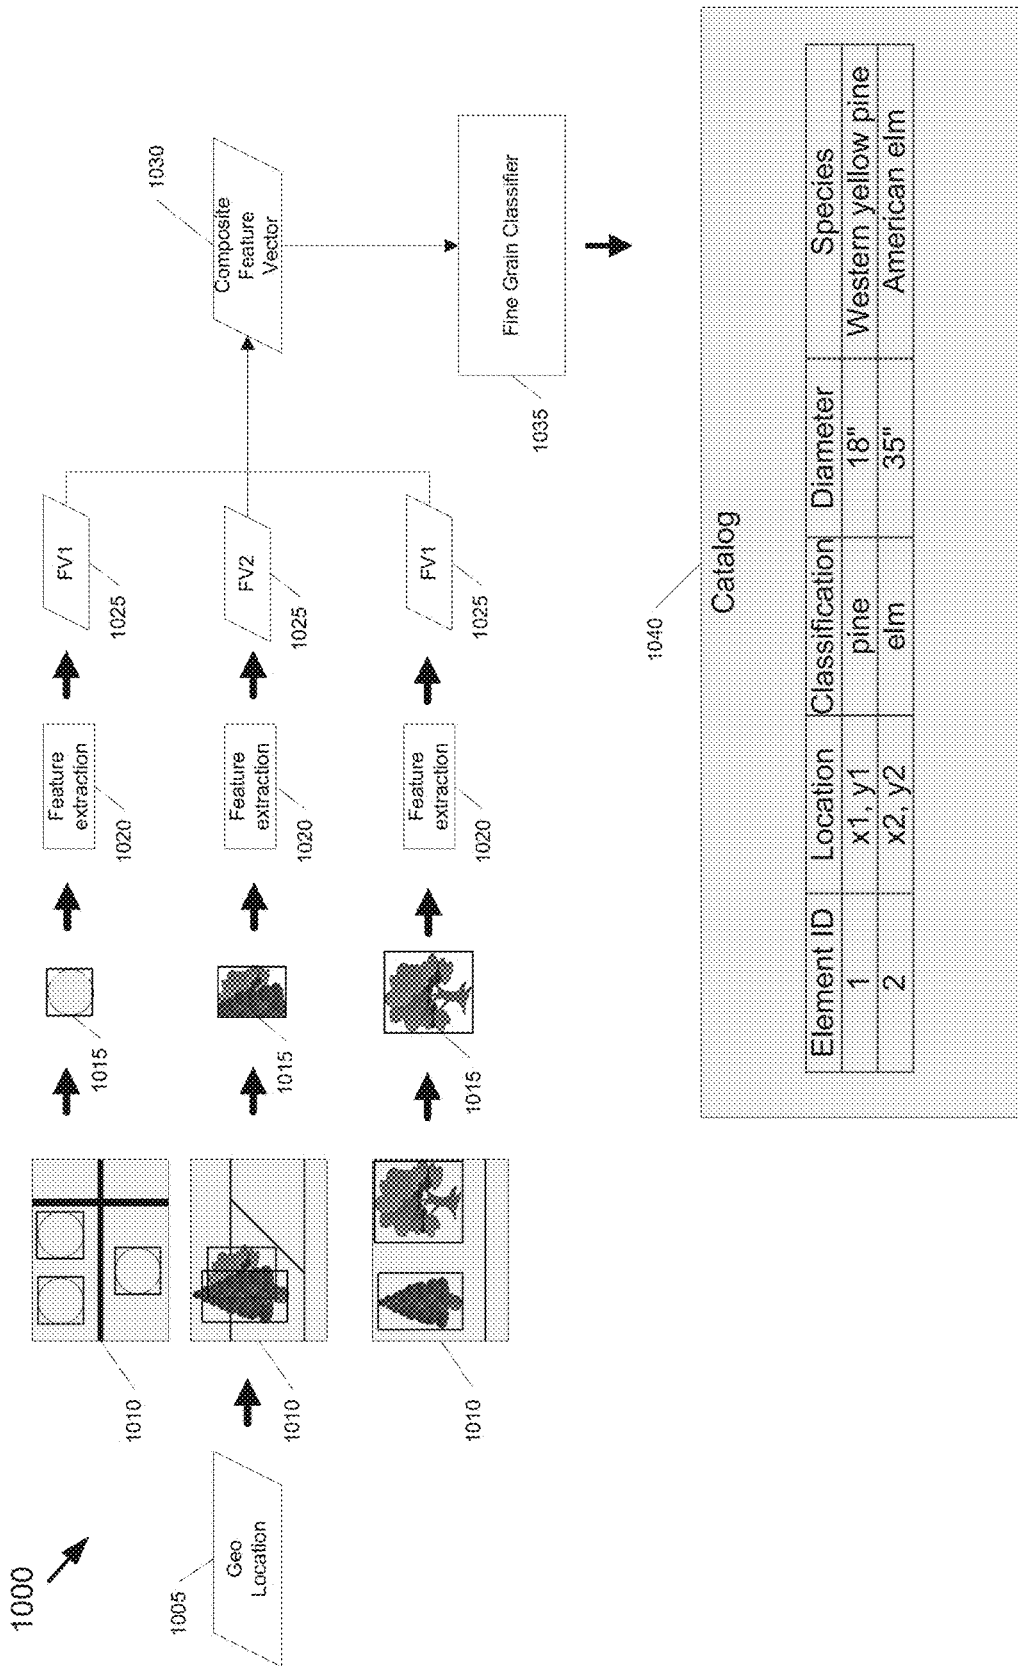 1000
1005
Geo
Location
1010
1010
1010
1015
1015
1015
Feature
extraction
1020
Feature
extraction
1020
Feature
extraction
1020
FV1
1025
FV2
1025
FV1
1025
Composite
Feature
Vector
1030
Fine Grain Classifier
1035
1040
Catalog
Element ID Location Classification Diameter Species
1 x1, y1 pine 18" Western yellow pine
2 x2, y2 elm 35" American elm